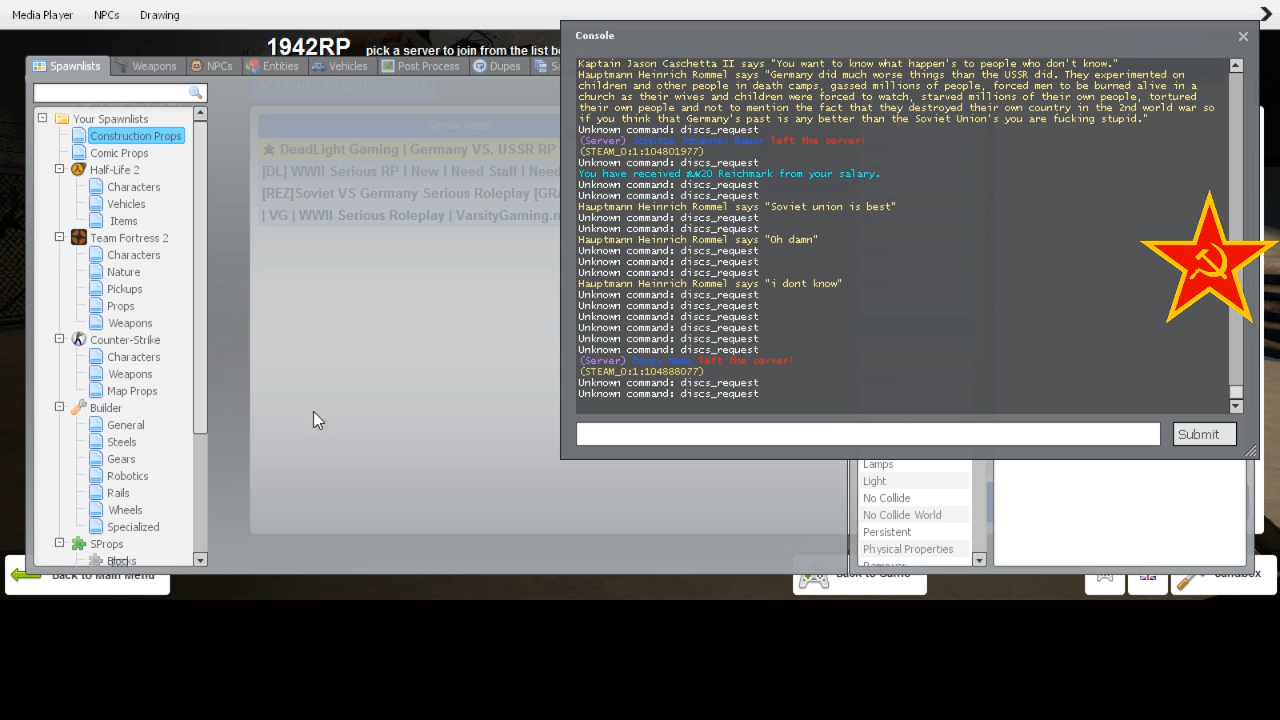 Media Player NPCs Drawing
1942RP pick a server to join from the list be
Spawnlists Weapons NPCs Entities Vehicles Post Process Dupes Sa
Your Spawnlists
Construction Props
Comic Props
Half-Life 2
Characters
Vehicles
Items
Team Fortress 2
Characters
Nature
Pickups
Props
Weapons
Counter-Strike
Characters
Weapons
Map Props
Builder
General
Steels
Gears
Robotics
Rails
Wheels
Specialized
SProps
Blocks
Server Name
★ DeadLight Gaming | Germany VS. USSR RP
[DL] WWII Serious RP I New I Need Staff I Need
[REZ]Soviet VS Germany Serious Roleplay [GRA
| VG | WWII Serious Roleplay | VarsityGaming.n
Console
Kaptain Jason Caschetta II says "You want to know what happen's to people who don't know."
Hauptmann Heinrich Rommel says "Germany did much worse things than the USSR did. They experimented on
children and other people in death camps, gassed millions of people, forced men to be burned alive in a
church as their wives and children were forced to watch, starved millions of their own people, tortured
their own people and not to mention the fact that they destroyed their own country in the 2nd world war so
if you think that Germany's past is any better than the Soviet Union's you are fucking stupid."
Unknown command: discs_request
(Server) left the server!
(STEAM_0:1:104801977)
Unknown command: discs_request
You have received 20 Reichmark from your salary.
Unknown command: discs_request
Unknown command: discs_request
Hauptmann Heinrich Rommel says "Soviet union is best"
Unknown command: discs_request
Unknown command: discs_request
Hauptmann Heinrich Rommel says "Oh damn"
Unknown command: discs_request
Unknown command: discs_request
Unknown command: discs_request
Hauptmann Heinrich Rommel says "i dont know"
Unknown command: discs_request
Unknown command: discs_request
Unknown command: discs_request
Unknown command: discs_request
Unknown command: discs_request
Unknown command: discs_request
(Server) left the server!
(STEAM_0:1:104888077)
Unknown command: discs_request
Unknown command: discs_request
Submit
Lamps
Light
No Collide
No Collide World
Persistent
Physical Properties
Back to Main Menu
Back to Game
Sandbox